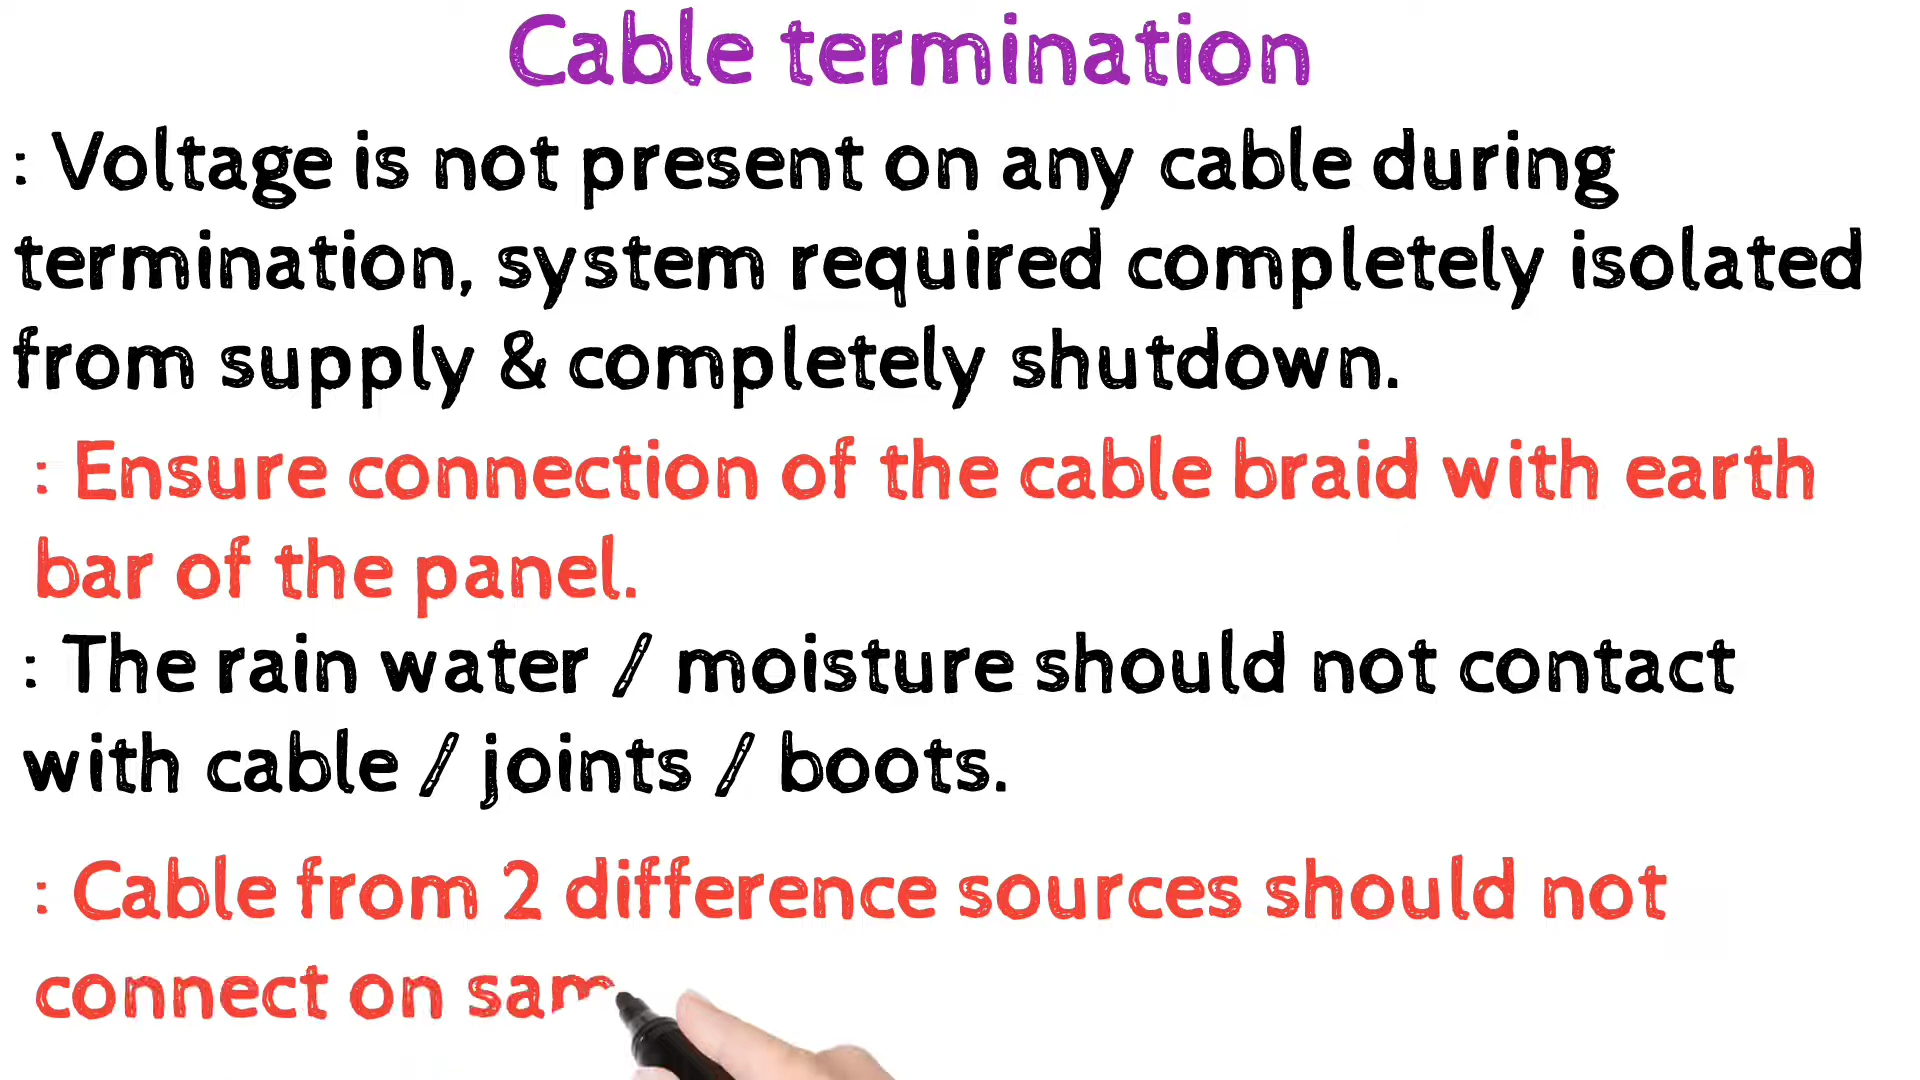 Cable termination
: Voltage is not present on any cable during
termination, system required completely isolated
from supply & completely shutdown.
: Ensure connection of the cable braid with earth
bar of the panel.
: The rain water / moisture should not contact
with cable / joints / boots.
: Cable from 2 difference sources should not
connect on sam